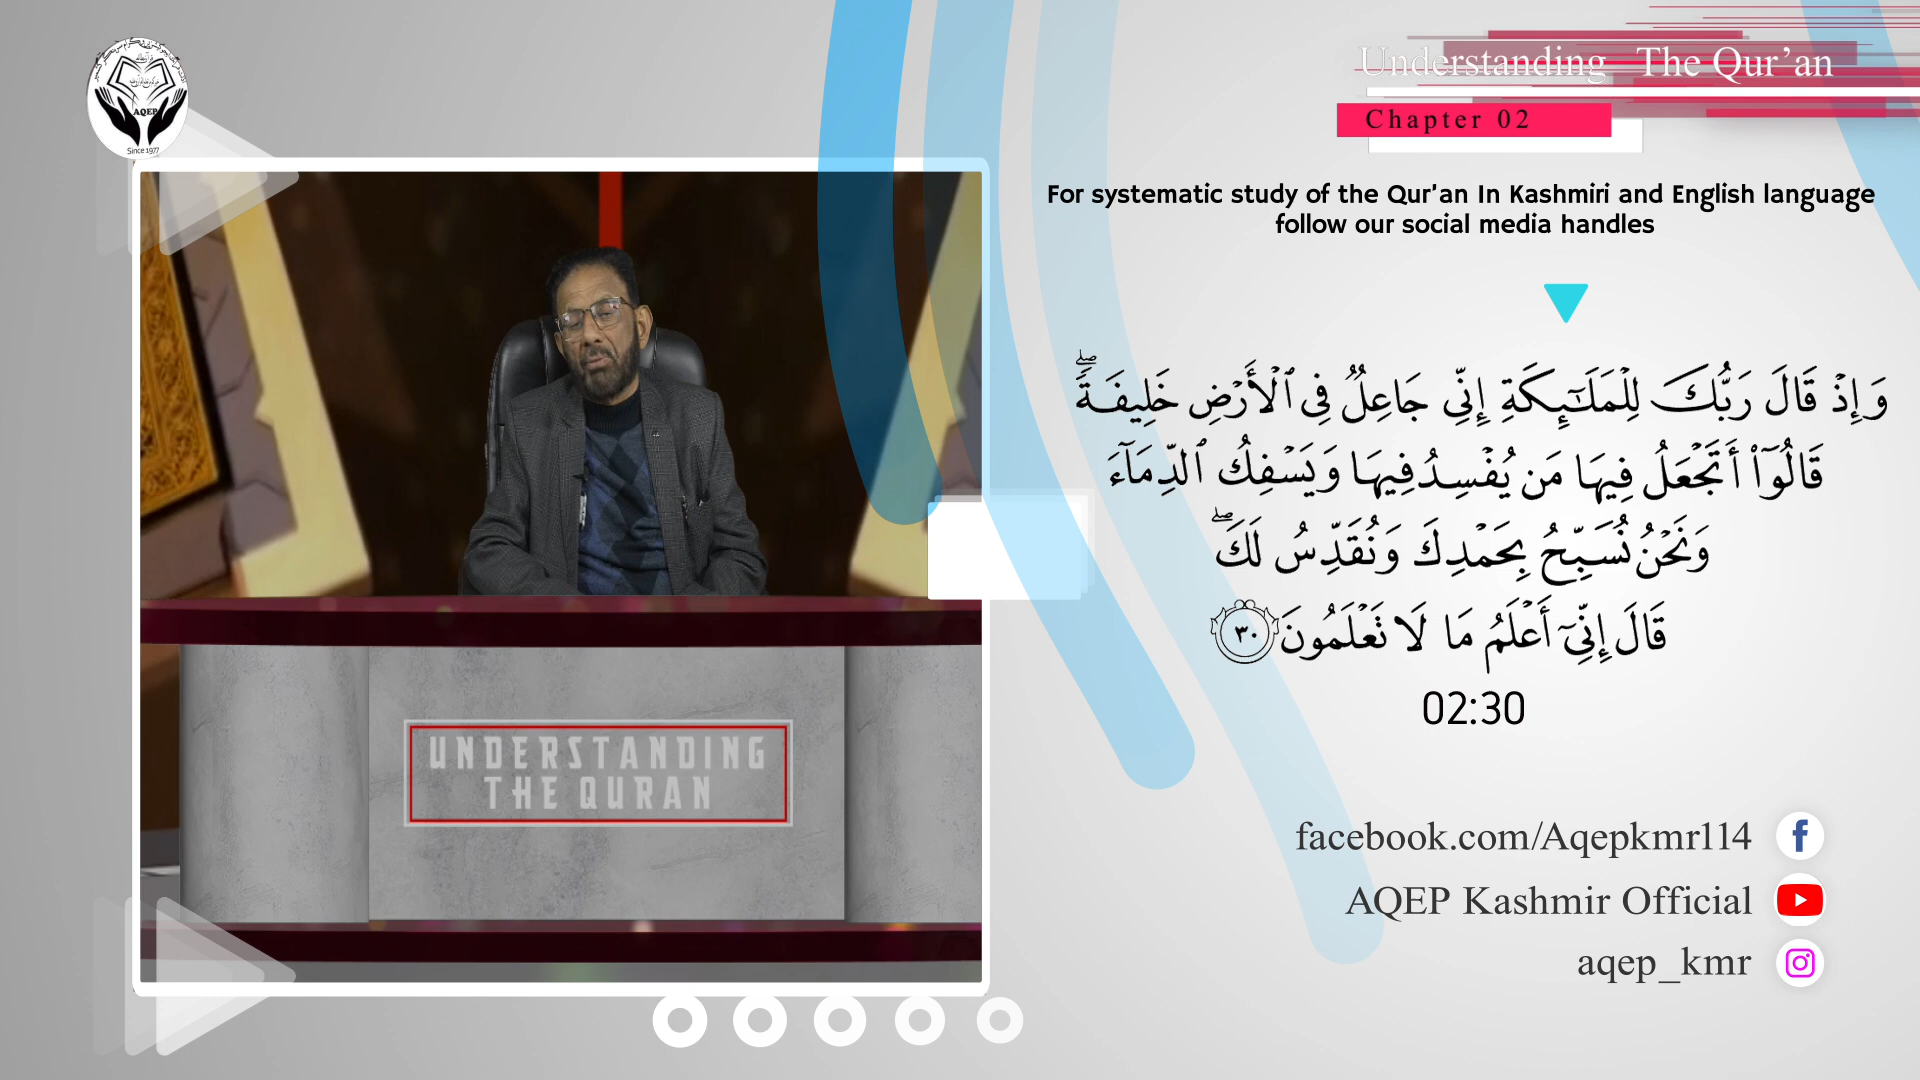 AQEP
Since 1977
Understanding The Qur’an
Chapter 02
For systematic study of the Qur’an In Kashmiri and English language
follow our social media handles
وَإِذْ قَالَ رَبُّكَ لِلْمَلَـٰٓئِكَةِ إِنِّى جَاعِلٌ فِى ٱلْأَرْضِ خَلِيفَةً ۖ
قَالُوٓا۟ أَتَجْعَلُ فِيهَا مَن يُفْسِدُ فِيهَا وَيَسْفِكُ ٱلدِّمَآءَ
وَنَحْنُ نُسَبِّحُ بِحَمْدِكَ وَنُقَدِّسُ لَكَ ۖ
قَالَ إِنِّىٓ أَعْلَمُ مَا لَا تَعْلَمُونَ ٣٠
02:30
UNDERSTANDING
THE QURAN
facebook.com/Aqepkmr114
AQEP Kashmir Official
aqep_kmr